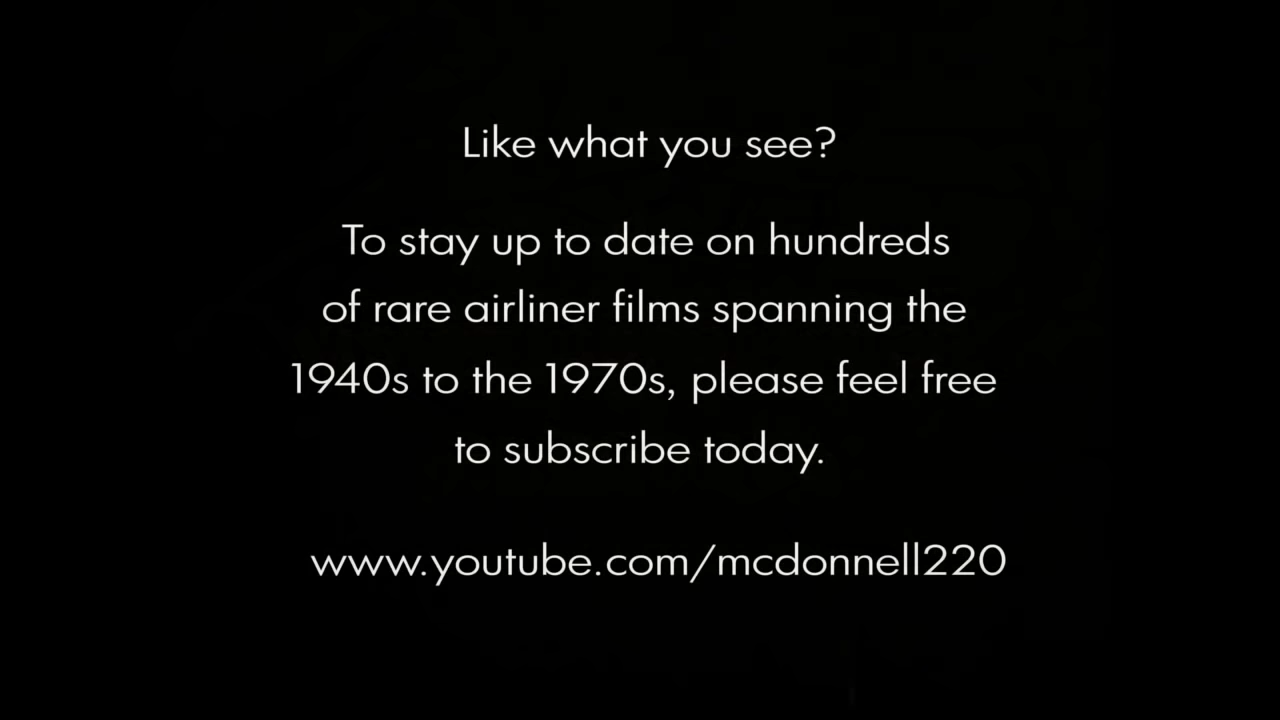 Like what you see?
To stay up to date on hundreds
of rare airliner films spanning the
1940s to the 1970s, please feel free
to subscribe today.
www.youtube.com/mcdonnell220